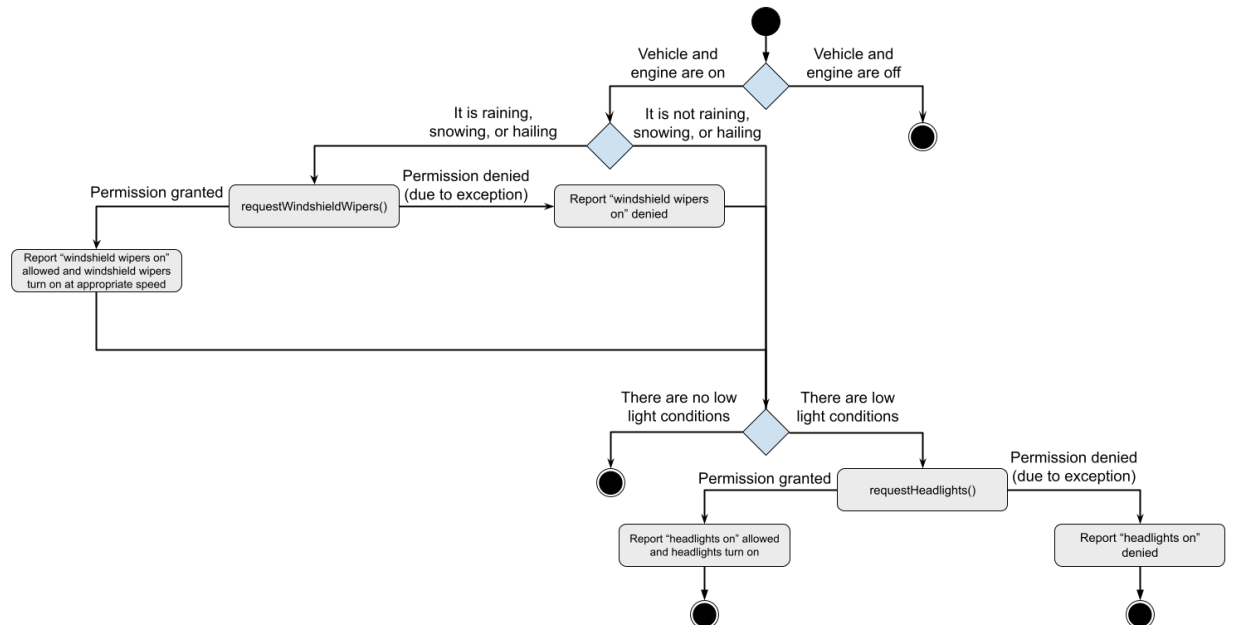 Vehicle and
engine are on
Vehicle and
engine are off
It is raining,
snowing, or hailing
It is not raining,
snowing, or hailing
Permission granted
requestWindshieldWipers()
Permission denied
(due to exception)
Report “windshield wipers
on” denied
Report “windshield wipers on”
allowed and windshield wipers
turn on at appropriate speed
There are no low
light conditions
There are low
light conditions
Permission granted
requestHeadlights()
Permission denied
(due to exception)
Report “headlights on” allowed
and headlights turn on
Report “headlights on”
denied